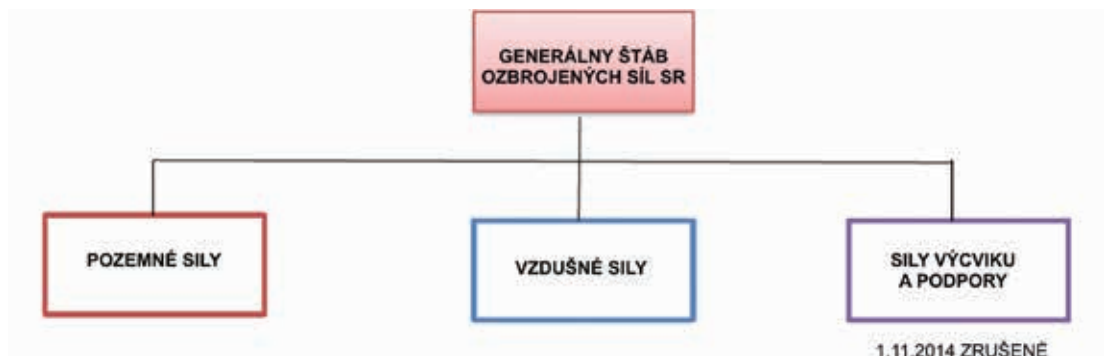 GENERÁLNY ŠTÁB
OZBROJENÝCH SÍL SR
POZEMNÉ SILY
VZDUŠNÉ SILY
SILY VÝCVIKU
A PODPORY
1.11.2014 ZRUŠENÉ